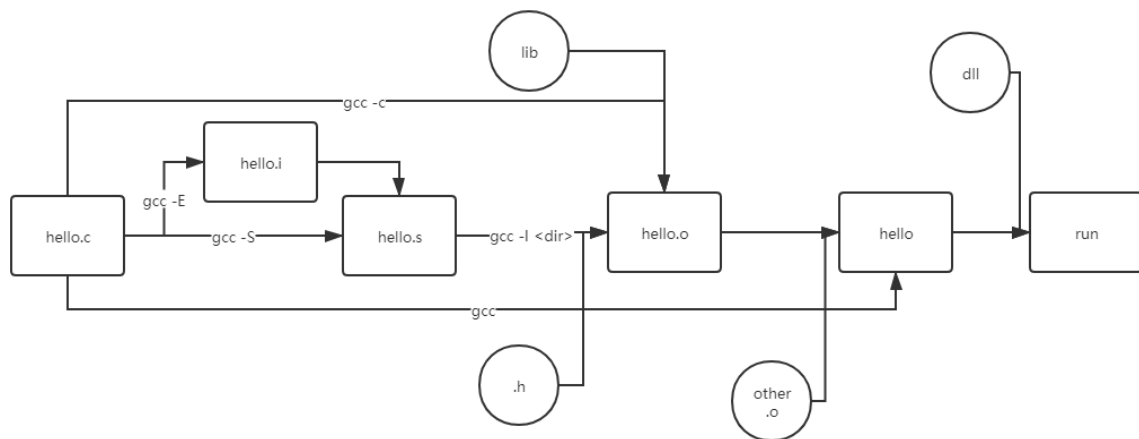 lib
dll
gcc -c
hello.i
gcc -E
hello.c
gcc -S
hello.s
gcc -I <dir>
hello.o
hello
run
gcc
.h
other
.o